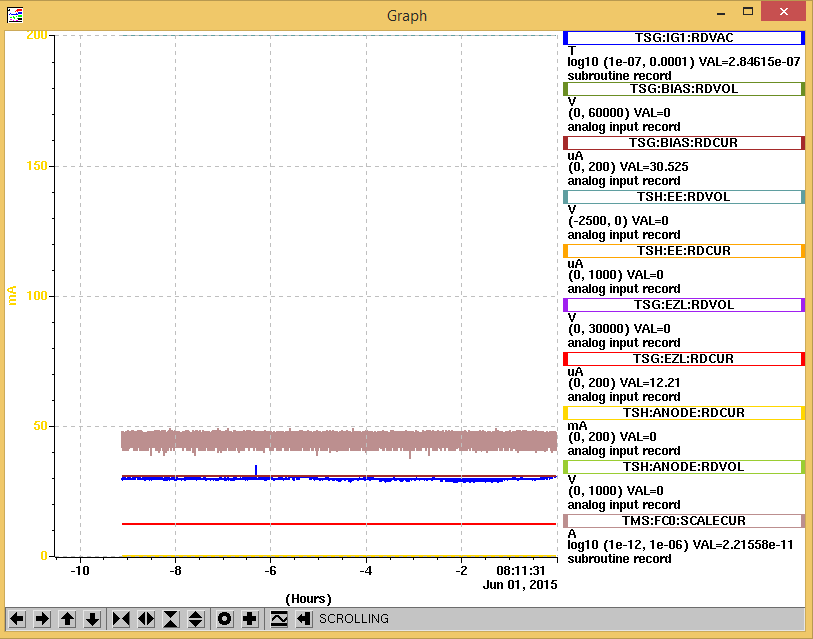 Graph
200
150
100
50
0
mA
-10
-8
-6
-4
-2
08:11:31
Jun 01, 2015
(Hours)
TSG:IG1:RDVAC
T
log10 (1e-07, 0.0001) VAL=2.84615e-07
subroutine record
TSG:BIAS:RDVOL
V
(0, 60000) VAL=0
analog input record
TSG:BIAS:RDCUR
uA
(0, 200) VAL=30.525
analog input record
TSH:EE:RDVOL
V
(-2500, 0) VAL=0
analog input record
TSH:EE:RDCUR
uA
(0, 1000) VAL=0
analog input record
TSG:EZL:RDVOL
V
(0, 30000) VAL=0
analog input record
TSG:EZL:RDCUR
uA
(0, 200) VAL=12.21
analog input record
TSH:ANODE:RDCUR
mA
(0, 200) VAL=0
analog input record
TSH:ANODE:RDVOL
V
(0, 1000) VAL=0
analog input record
TMS:FC0:SCALECUR
A
log10 (1e-12, 1e-06) VAL=2.21558e-11
subroutine record
SCROLLING